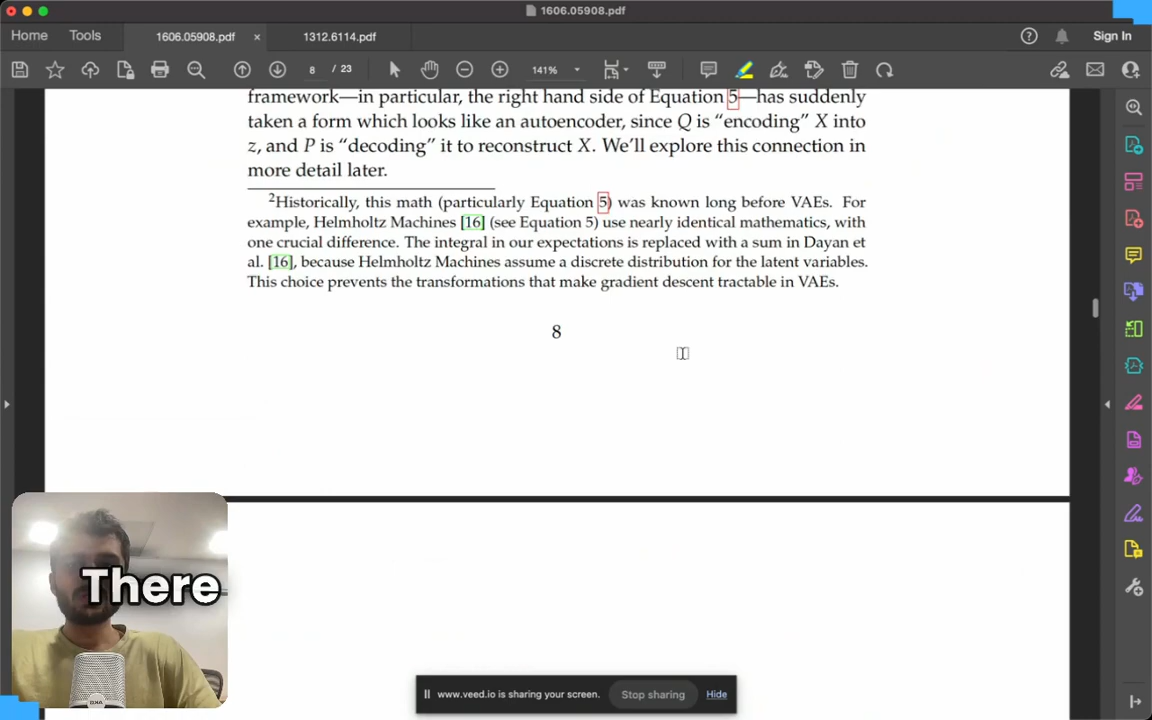 1606.05908.pdf
Home Tools 1606.05908.pdf × 1312.6114.pdf Sign In
8 / 23 141%
framework—in particular, the right hand side of Equation 5—has suddenly
taken a form which looks like an autoencoder, since Q is “encoding” X into
z, and P is “decoding” it to reconstruct X. We’ll explore this connection in
more detail later.
2Historically, this math (particularly Equation 5) was known long before VAEs. For
example, Helmholtz Machines [16] (see Equation 5) use nearly identical mathematics, with
one crucial difference. The integral in our expectations is replaced with a sum in Dayan et
al. [16], because Helmholtz Machines assume a discrete distribution for the latent variables.
This choice prevents the transformations that make gradient descent tractable in VAEs.
8
There
www.veed.io is sharing your screen. Stop sharing Hide